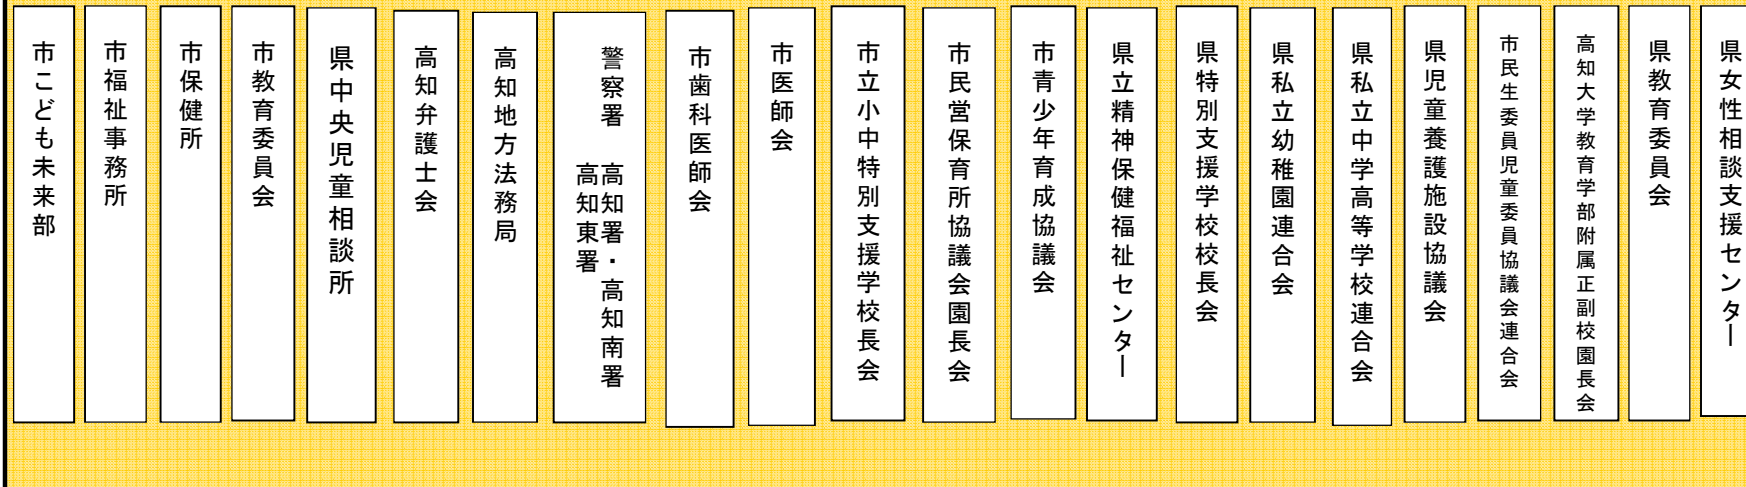 市こども未来部
市福祉事務所
市保健所
市教育委員会
県中央児童相談所
高知弁護士会
高知地方法務局
警察署　高知署・高知南署
高知東署
市歯科医師会
市医師会
市立小中特別支援学校長会
市民営保育所協議会園長会
市青少年育成協議会
県立精神保健福祉センター
県特別支援学校校長会
県私立幼稚園連合会
県私立中学高等学校連合会
県児童養護施設協議会
市民生委員児童委員協議会連合会
高知大学教育学部附属正副校園長会
県教育委員会
県女性相談支援センター